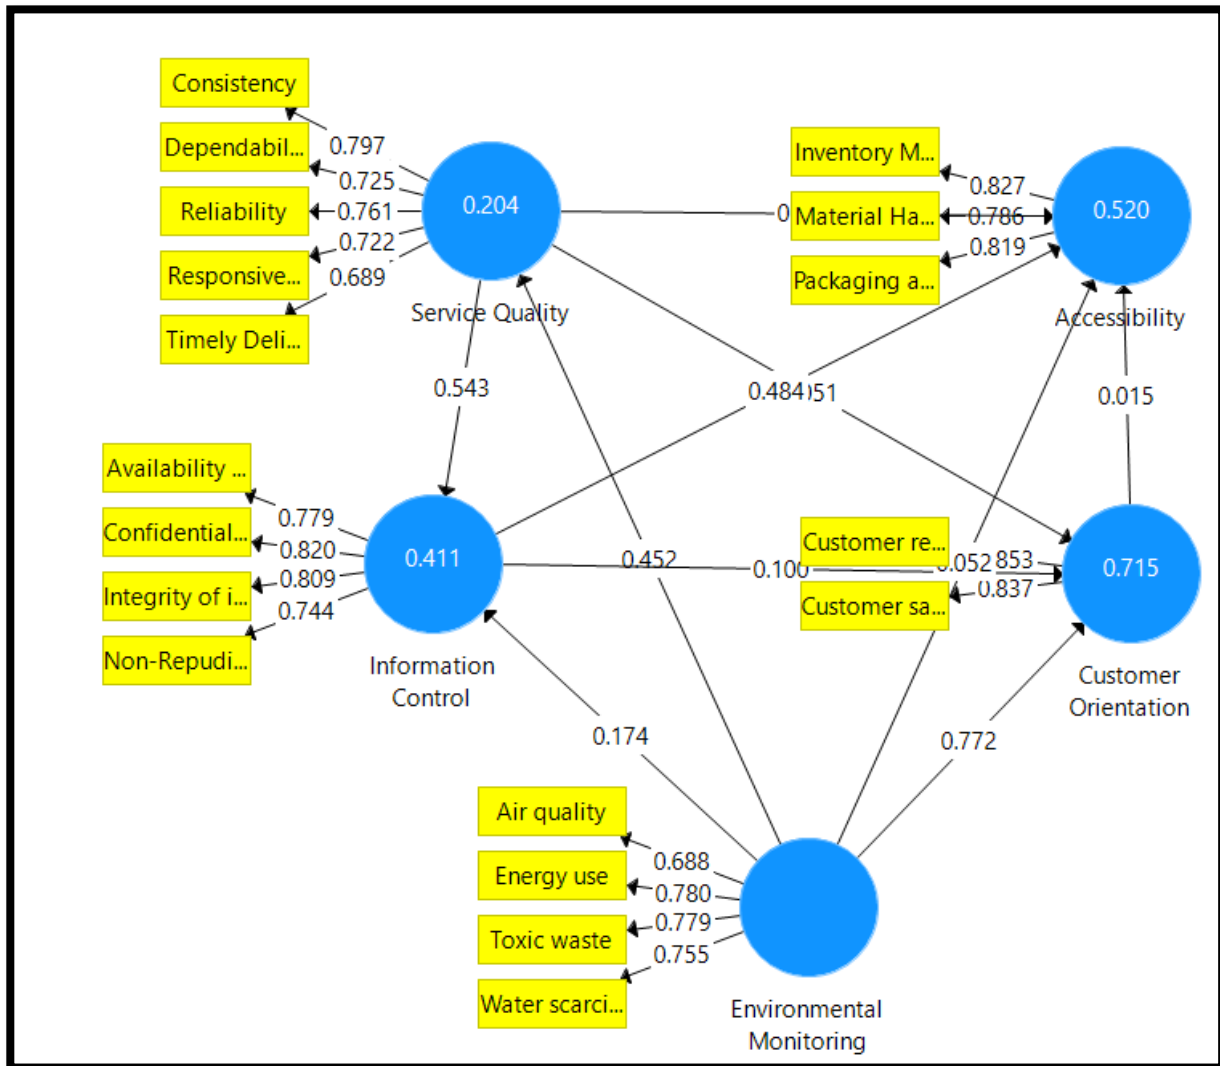 Consistency
0.797
Dependabil...
0.725
Reliability
0.761
0.722
Responsive...
0.689
Timely Deli...
0.204
Service Quality
Inventory M...
0.827
Material Ha...
0.786
0.819
Packaging a...
0.520
Accessibility
0.543
0.484
0.015
Availability ...
0.779
Confidential...
0.820
Integrity of i...
0.809
0.744
Non-Repudi...
0.411
Information
Control
0.452
0.100
Customer re...
0.052
853
Customer sa...
0.837
0.715
Customer
Orientation
0.174
0.772
Air quality
0.688
Energy use
0.780
Toxic waste
0.779
0.755
Water scarci...
Environmental
Monitoring